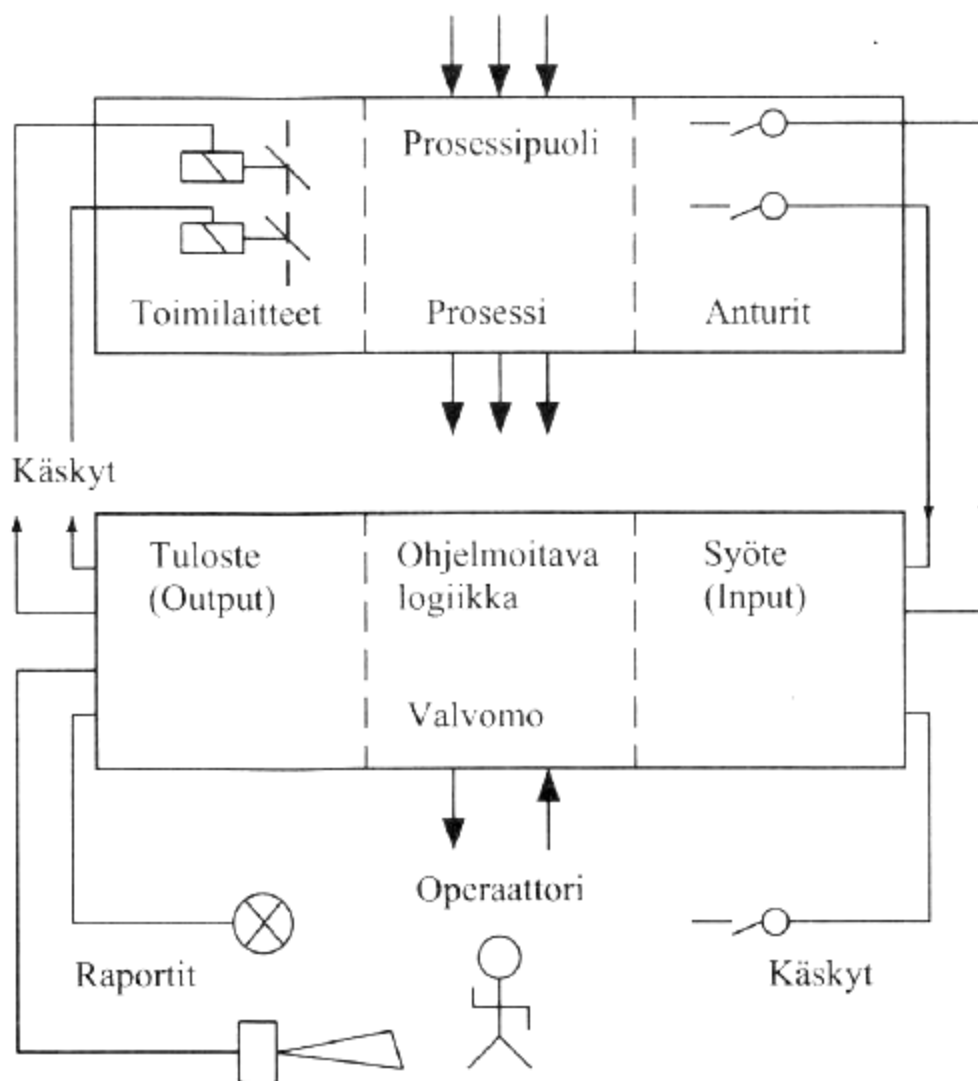 Prosessipuoli
Toimilaitteet
Prosessi
Anturit
Käskyt
Tuloste
(Output)
Ohjelmoitava
logiikka
Syöte
(Input)
Valvomo
Operaattori
Raportit
Käskyt